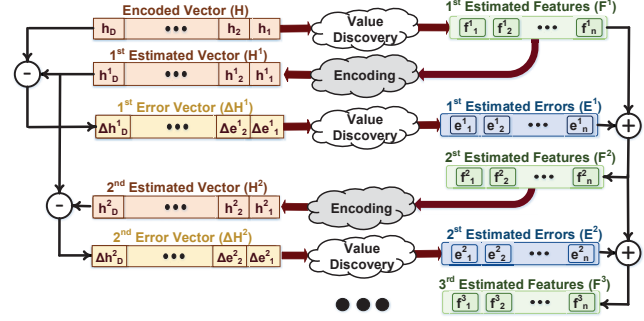 Encoded Vector (H)
h_D ••• h_2 h_1
Value Discovery
1st Estimated Features (F^1)
f^1_1 f^1_2 ••• f^1_n
1st Estimated Vector (H^1)
h^1_D ••• h^1_2 h^1_1
Encoding
−
1st Error Vector (ΔH^1)
Δh^1_D ••• Δe^1_2 Δe^1_1
Value Discovery
1st Estimated Errors (E^1)
e^1_1 e^1_2 ••• e^1_n
+
2st Estimated Features (F^2)
f^2_1 f^2_2 ••• f^2_n
2nd Estimated Vector (H^2)
h^2_D ••• h^2_2 h^2_1
Encoding
−
2nd Error Vector (ΔH^2)
Δh^2_D ••• Δe^2_2 Δe^2_1
Value Discovery
2st Estimated Errors (E^2)
e^2_1 e^2_2 ••• e^2_n
+
3rd Estimated Features (F^3)
f^3_1 f^3_2 ••• f^3_n
•••